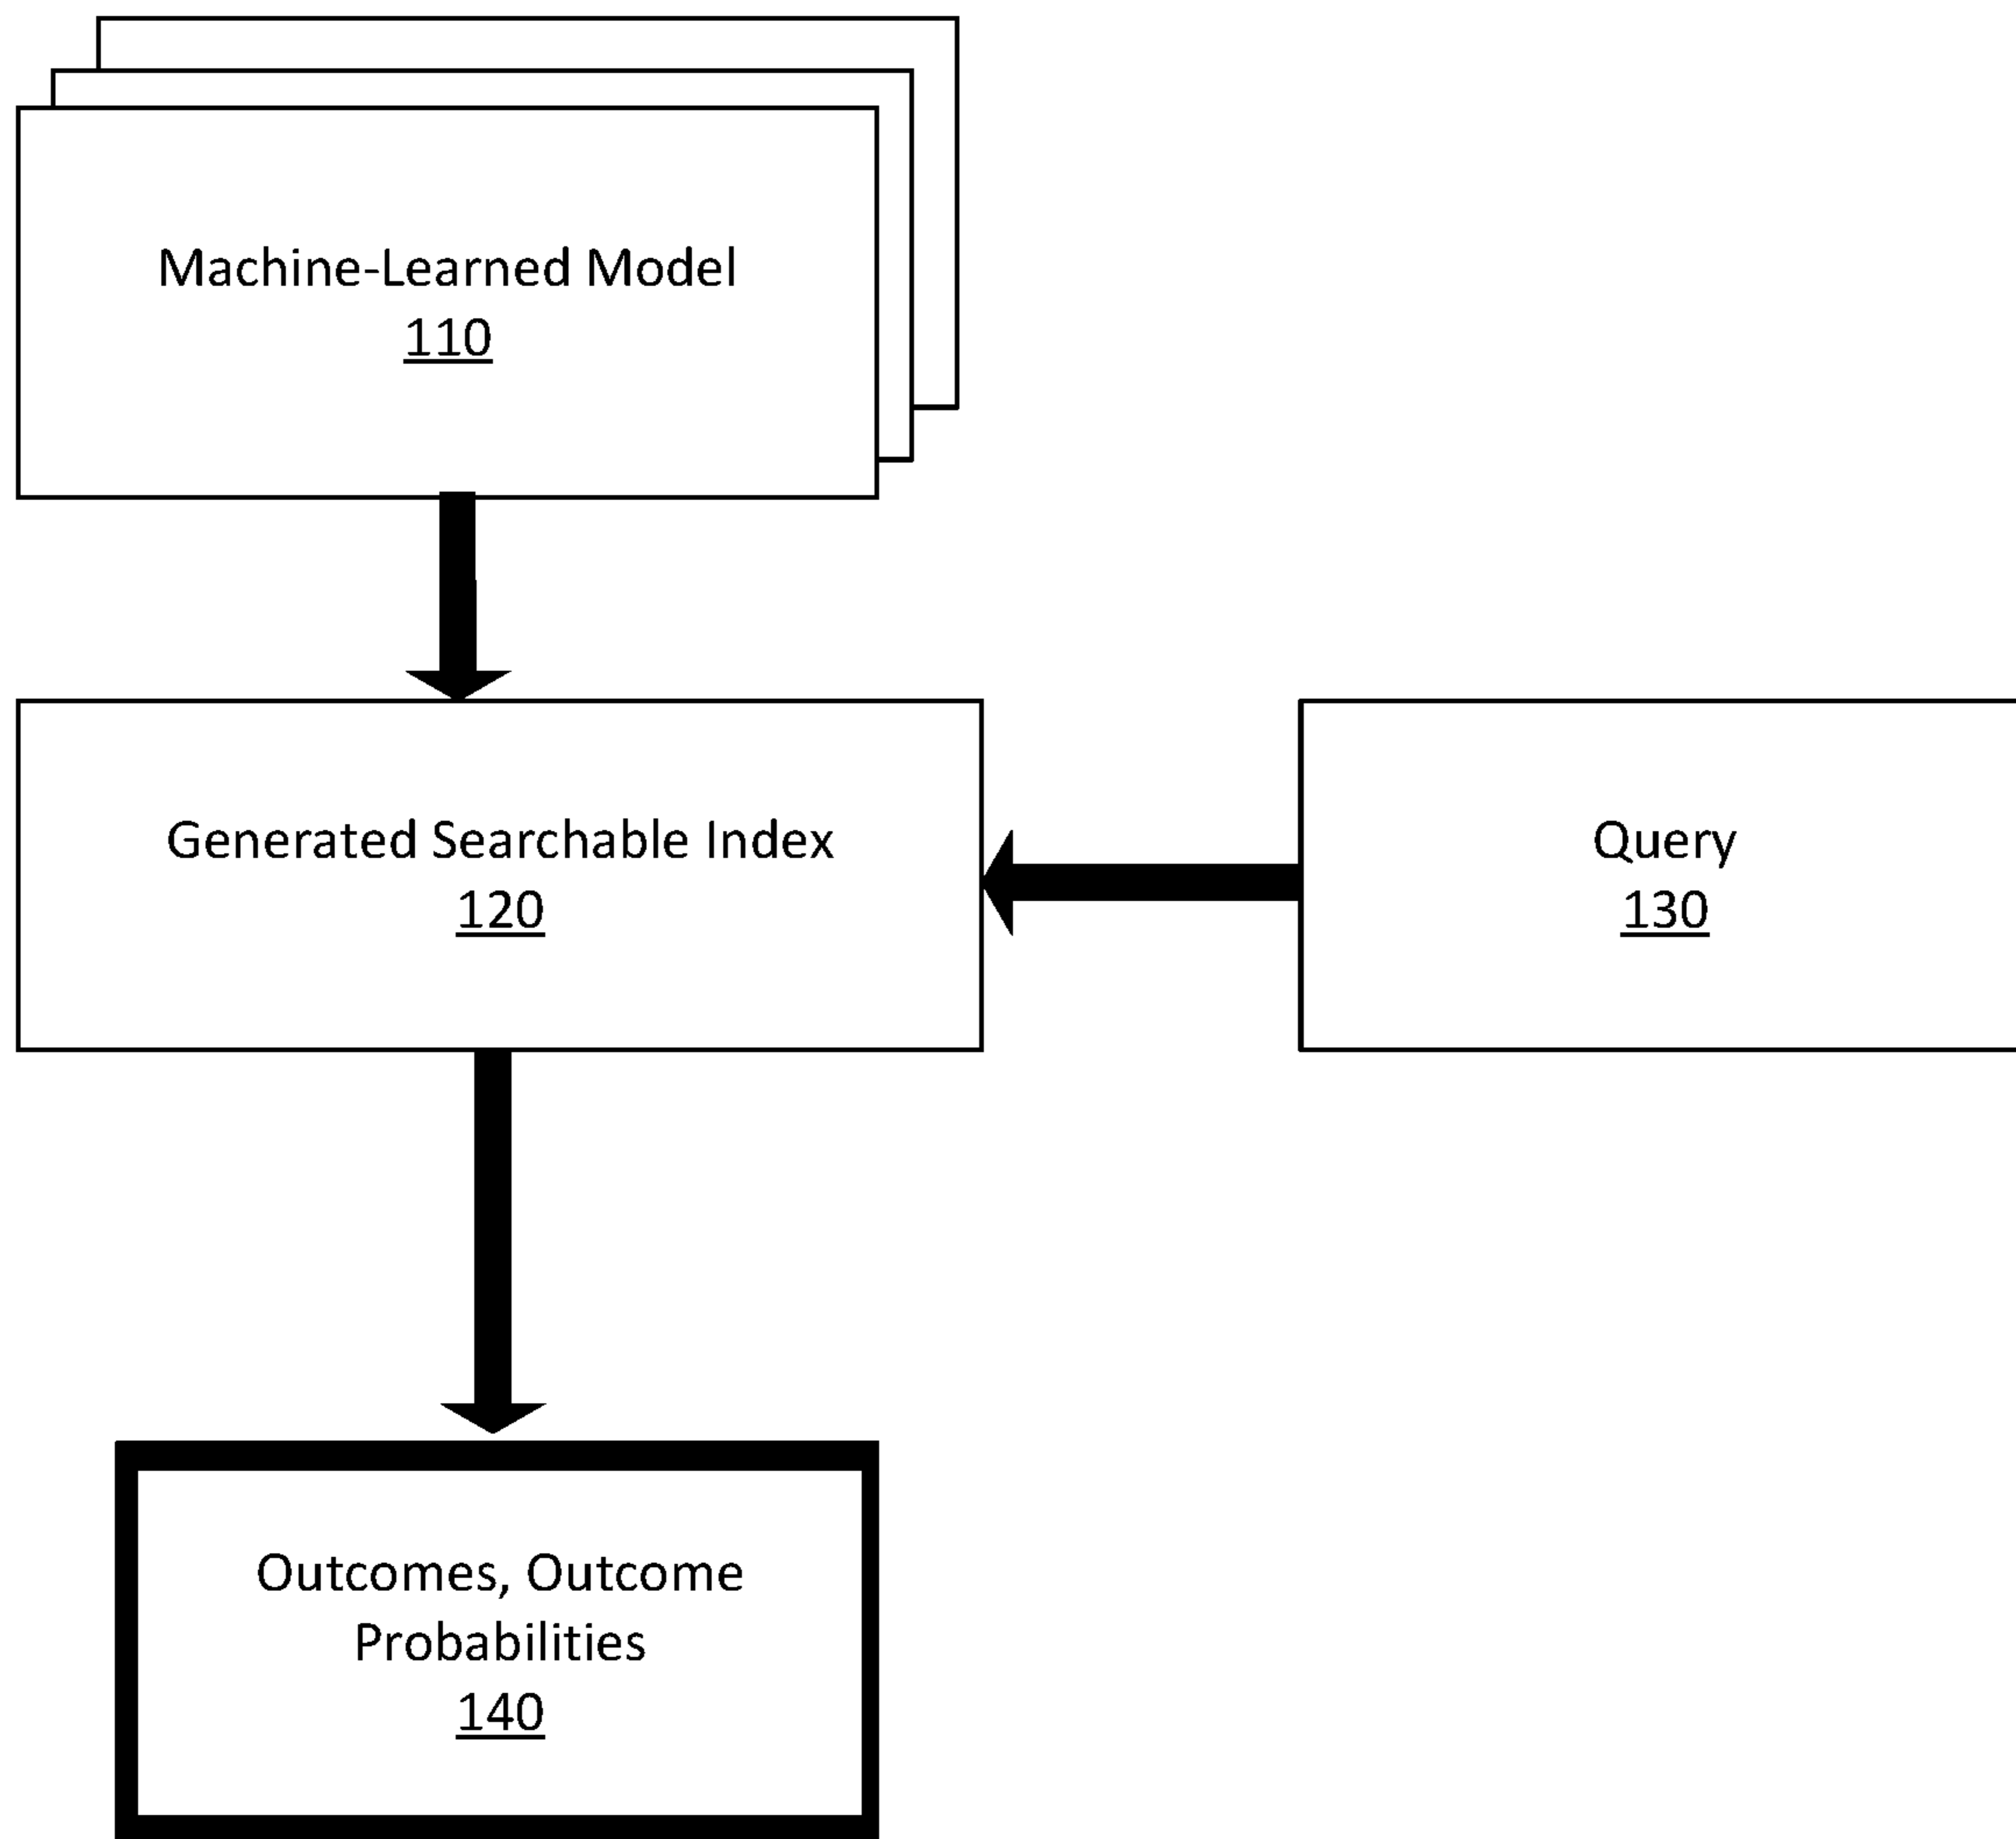 Machine-Learned Model
110
Generated Searchable Index
120
Query
130
Outcomes, Outcome
Probabilities
140